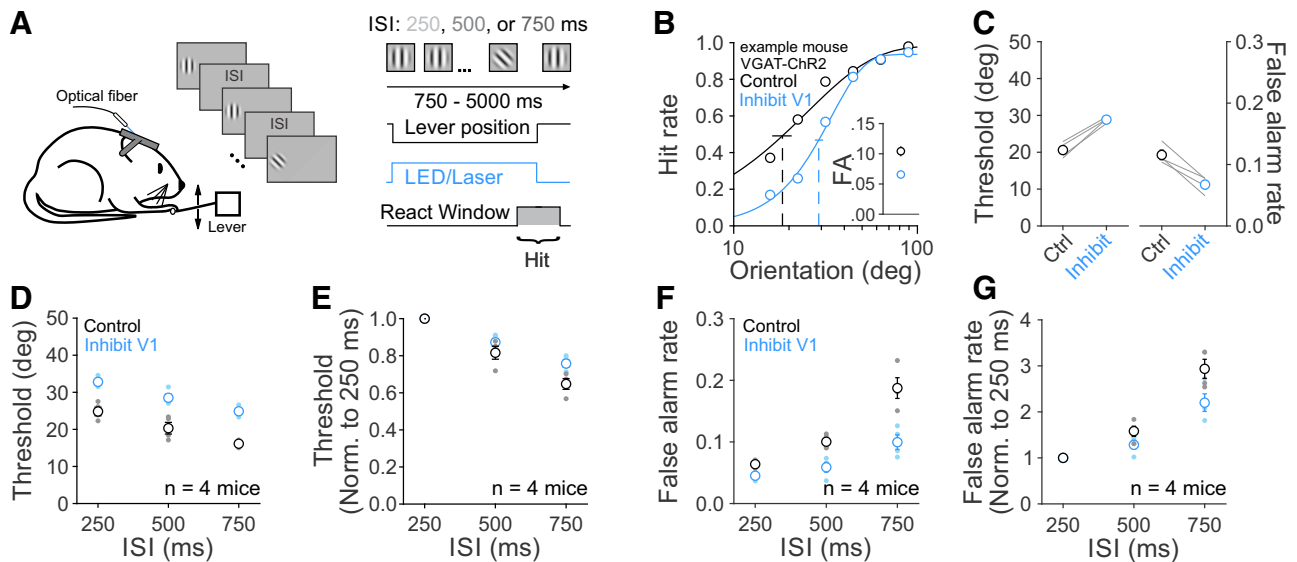 A
ISI: 250, 500, or 750 ms
ISI
ISI
Optical fiber
Lever
...
750 - 5000 ms
Lever position
LED/Laser
React Window
Hit
B
example mouse
VGAT-ChR2
Control
Inhibit V1
Hit rate
1.0
0.8
0.6
0.4
0.2
0.0
10
100
Orientation (deg)
FA
.15
.10
.05
.00
C
Threshold (deg)
50
40
30
20
10
0
Ctrl
Inhibit
Ctrl
Inhibit
0.3
0.2
0.1
0.0
False alarm rate
D
Threshold (deg)
50
40
30
20
10
0
Control
Inhibit V1
n = 4 mice
250
500
750
ISI (ms)
E
Threshold
(Norm. to 250 ms)
1.0
0.8
0.6
0.4
0.2
0.0
n = 4 mice
250
500
750
ISI (ms)
F
False alarm rate
0.3
0.2
0.1
0.0
Control
Inhibit V1
n = 4 mice
250
500
750
ISI (ms)
G
False alarm rate
(Norm. to 250 ms)
4
3
2
1
0
n = 4 mice
250
500
750
ISI (ms)